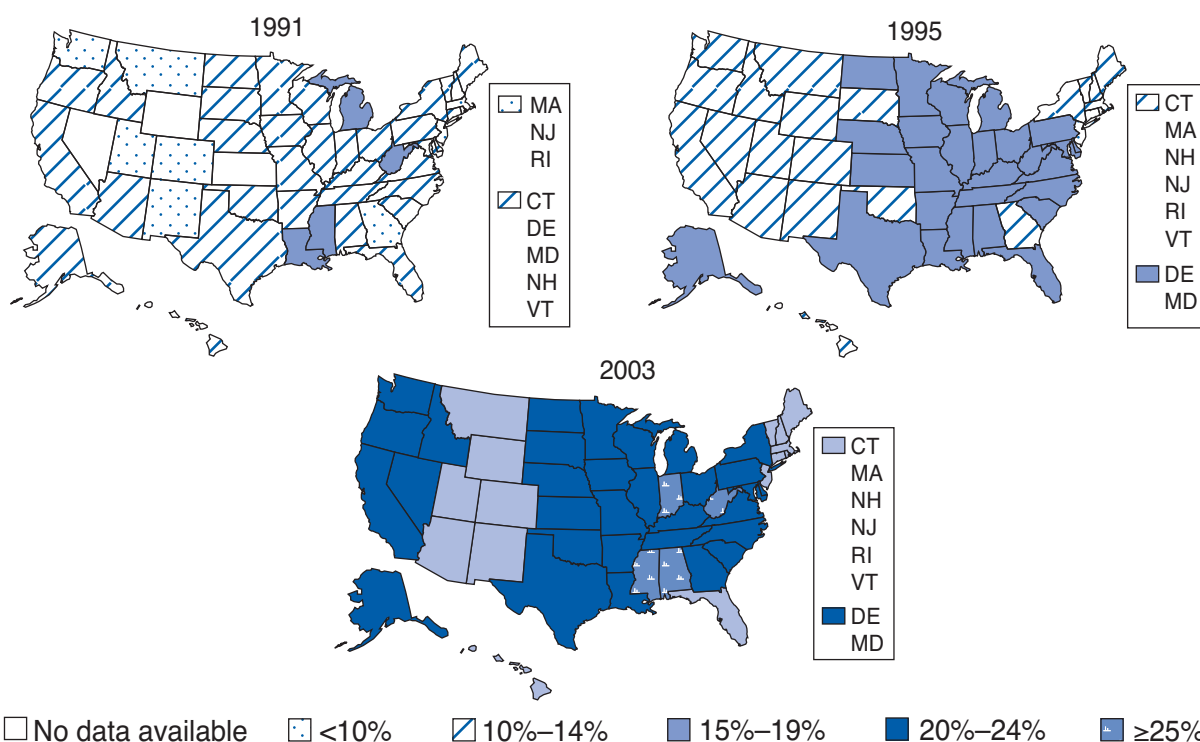 1991
MA
NJ
RI
CT
DE
MD
NH
VT
1995
CT
MA
NH
NJ
RI
VT
DE
MD
2003
CT
MA
NH
NJ
RI
VT
DE
MD
No data available <10% 10%–14% 15%–19% 20%–24% ≥25%